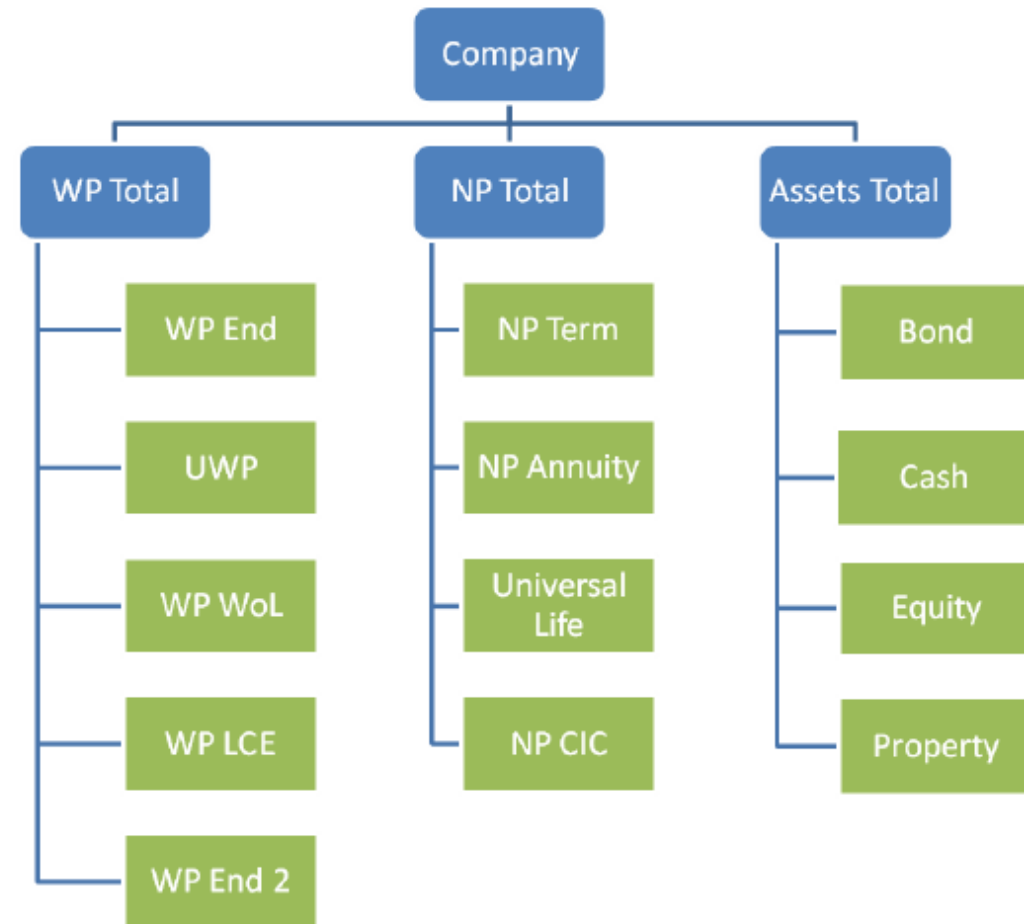 Company
WP Total
NP Total
Assets Total
WP End
NP Term
Bond
UWP
NP Annuity
Cash
WP WoL
Universal
Life
Equity
WP LCE
NP CIC
Property
WP End 2